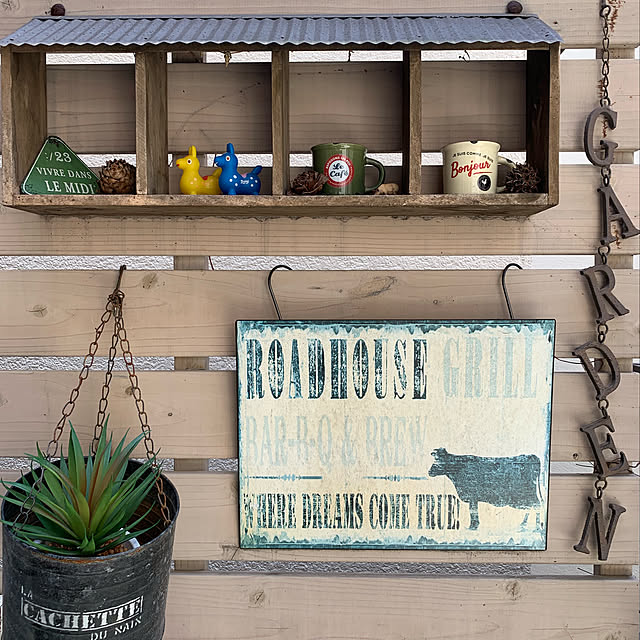 :/23
VIVRE DANS
LE MIDI
Le
Café
Bonjour
GARDEN
ROADHOUSE GRILL
BAR-B-Q & BREW
WHERE DREAMS COME TRUE!
LA
CACHETTE
DU NAIN